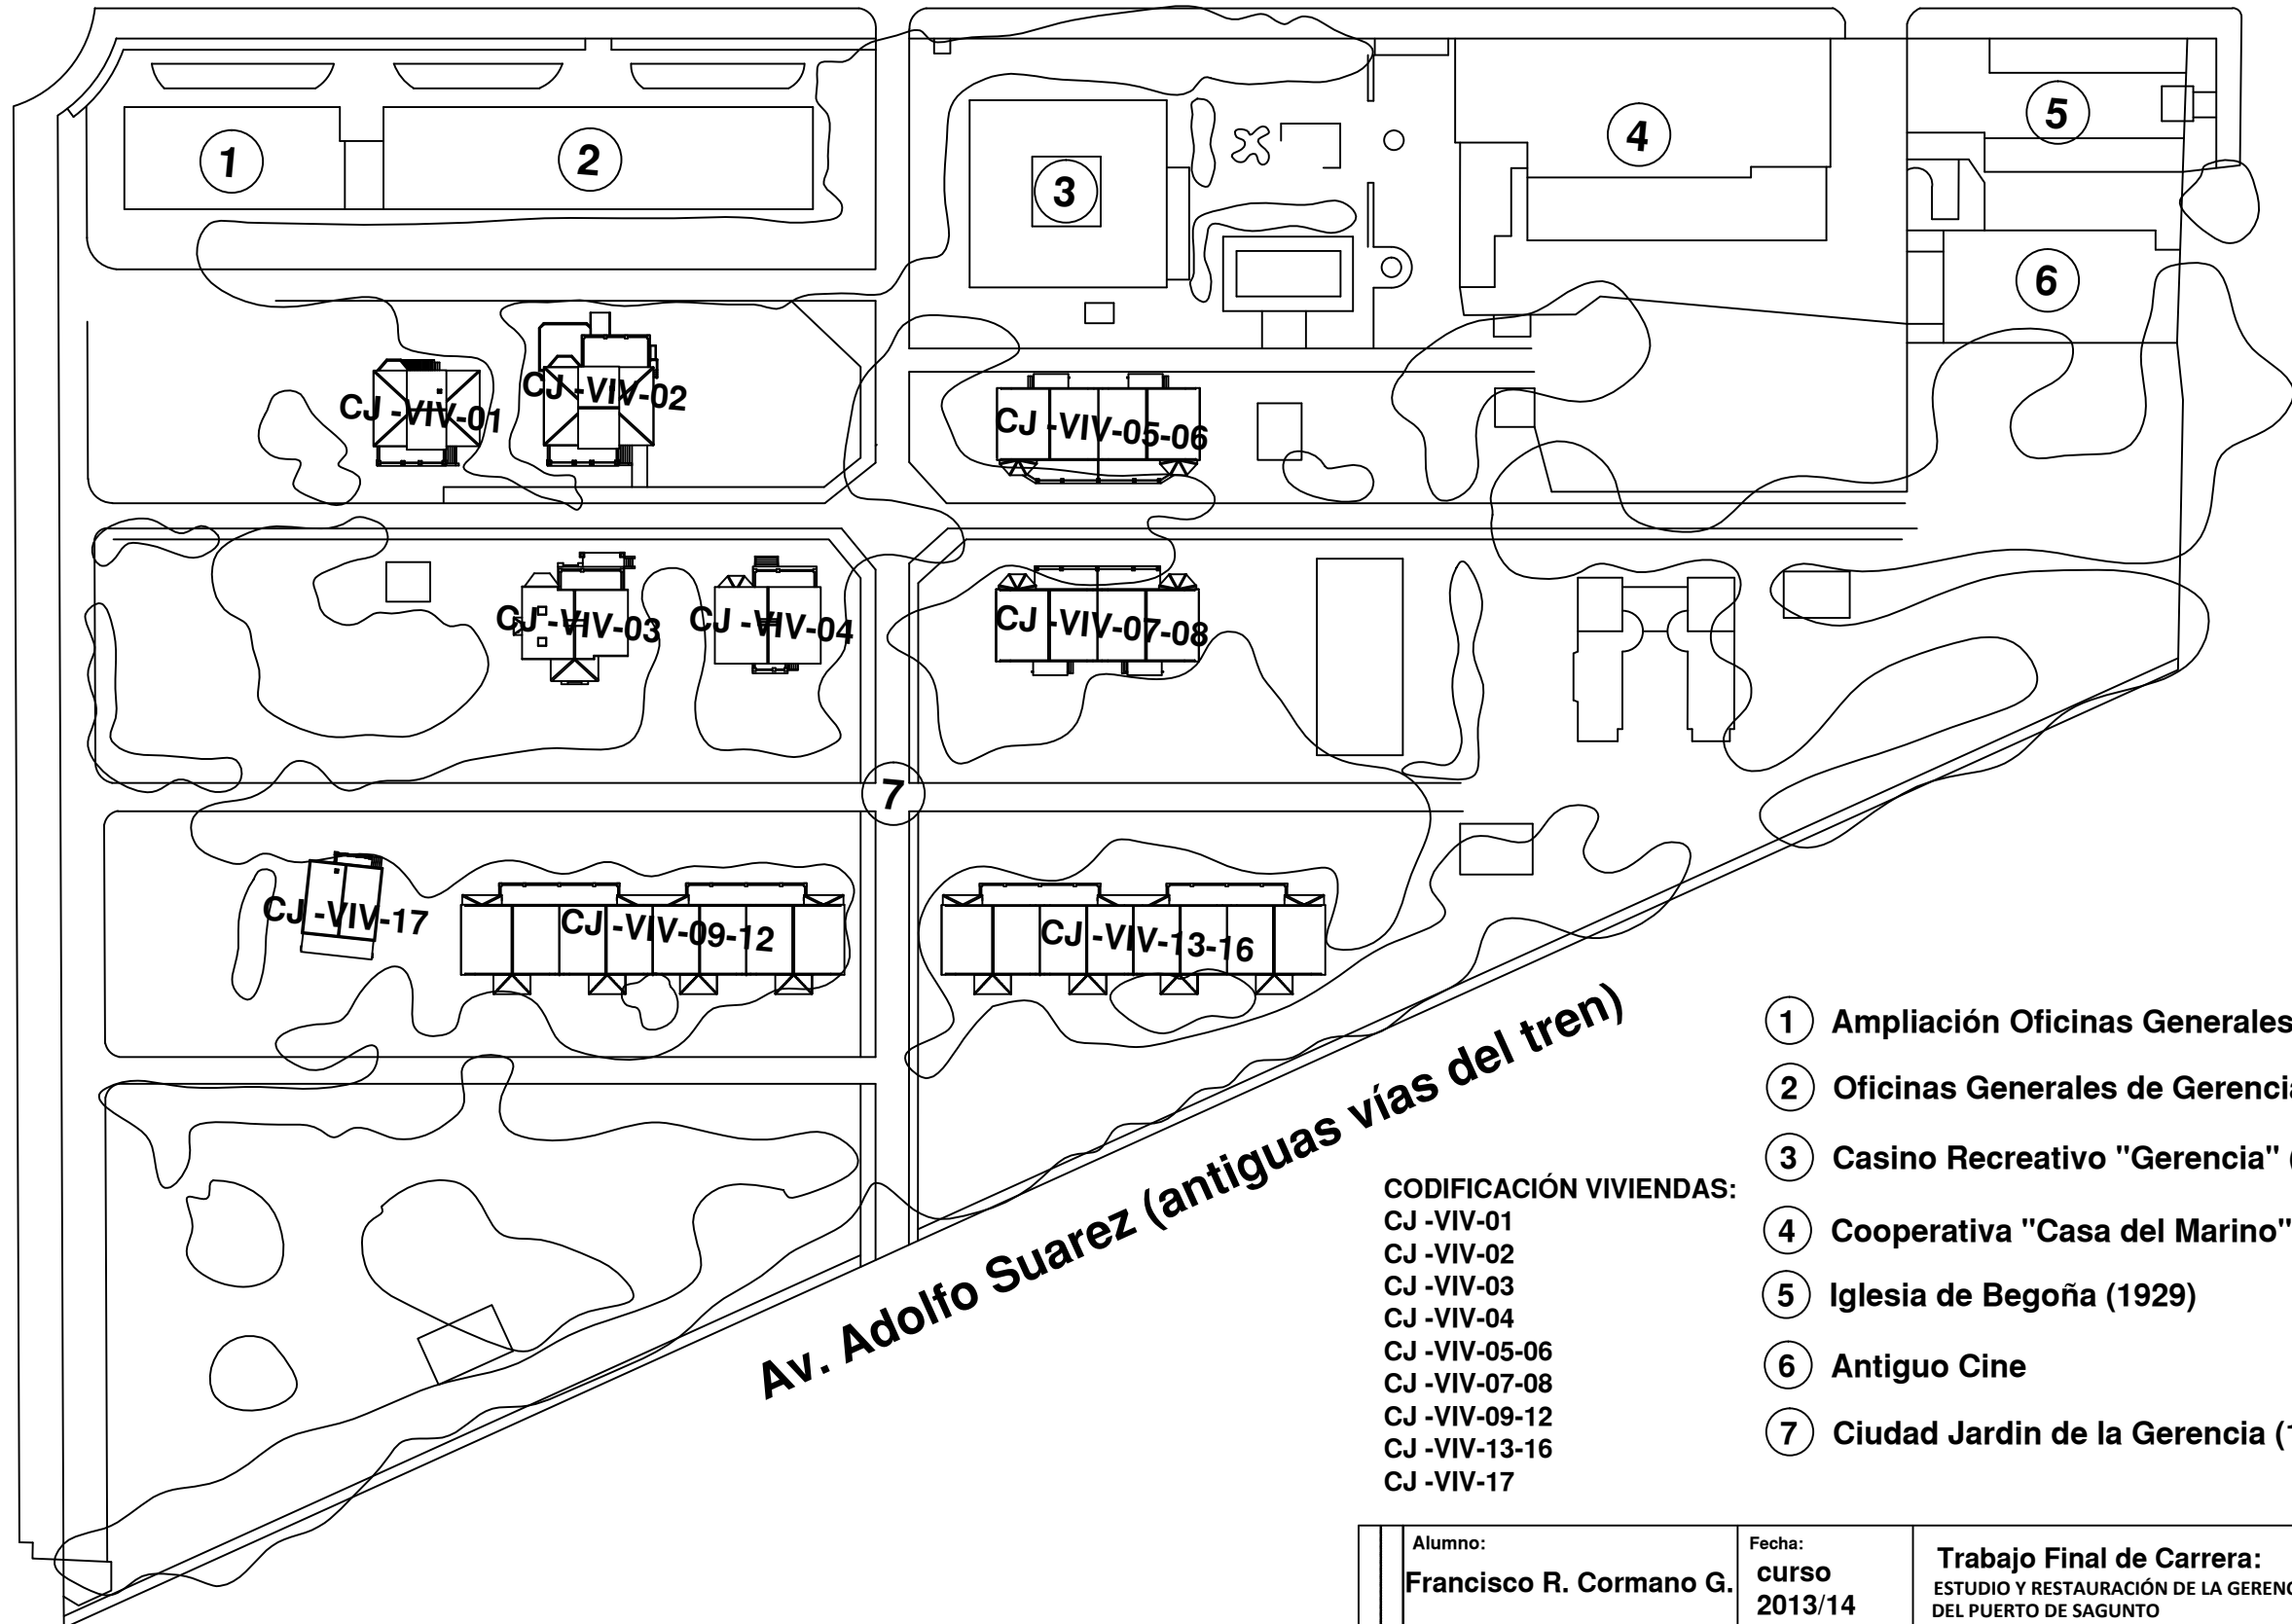 1
2
3
4
5
6
CJ -VIV-01
CJ -VIV-02
CJ -VIV-05-06
CJ -VIV-03
CJ -VIV-04
CJ -VIV-07-08
7
CJ -VIV-17
CJ -VIV-09-12
CJ -VIV-13-16
Av. Adolfo Suarez (antiguas vías del tren)
1 Ampliación Oficinas Generales
2 Oficinas Generales de Gerencia
3 Casino Recreativo "Gerencia" (
4 Cooperativa "Casa del Marino"
5 Iglesia de Begoña (1929)
6 Antiguo Cine
7 Ciudad Jardin de la Gerencia (1
CODIFICACIÓN VIVIENDAS:
CJ -VIV-01
CJ -VIV-02
CJ -VIV-03
CJ -VIV-04
CJ -VIV-05-06
CJ -VIV-07-08
CJ -VIV-09-12
CJ -VIV-13-16
CJ -VIV-17
Alumno:
Francisco R. Cormano G.
Fecha:
curso
2013/14
Trabajo Final de Carrera:
ESTUDIO Y RESTAURACIÓN DE LA GERENC
DEL PUERTO DE SAGUNTO